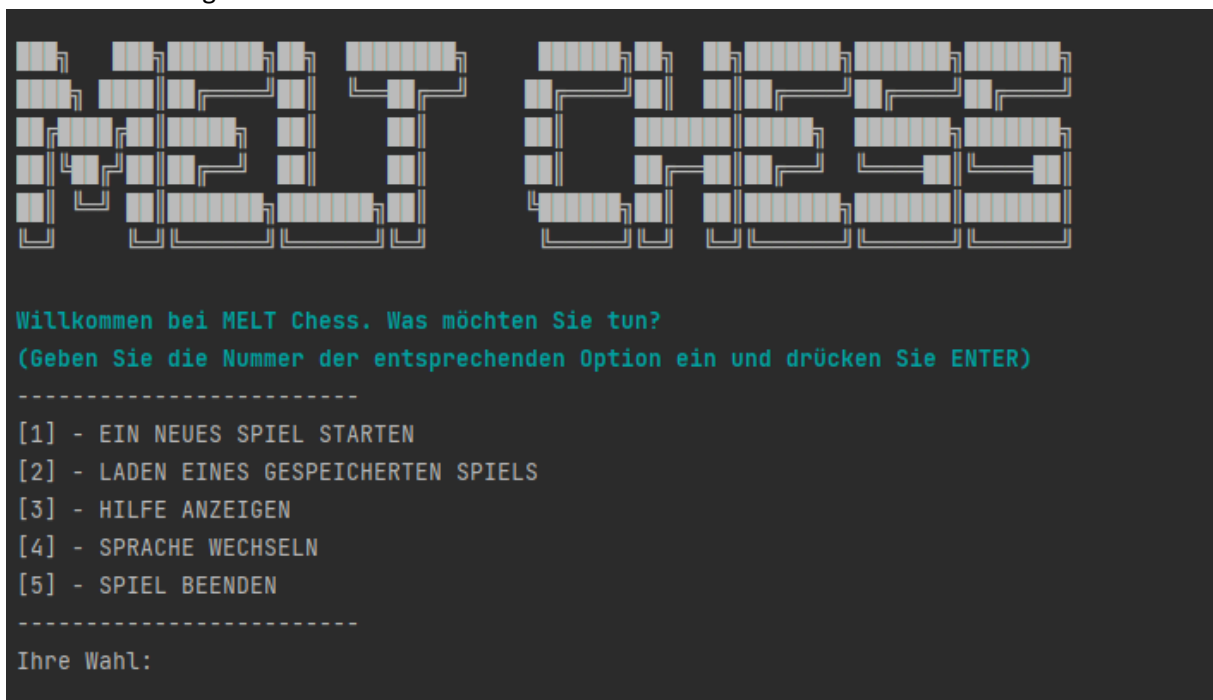 MELT CHESS
Willkommen bei MELT Chess. Was möchten Sie tun?
(Geben Sie die Nummer der entsprechenden Option ein und drücken Sie ENTER)
-------------------------
[1] - EIN NEUES SPIEL STARTEN
[2] - LADEN EINES GESPEICHERTEN SPIELS
[3] - HILFE ANZEIGEN
[4] - SPRACHE WECHSELN
[5] - SPIEL BEENDEN
-------------------------
Ihre Wahl: